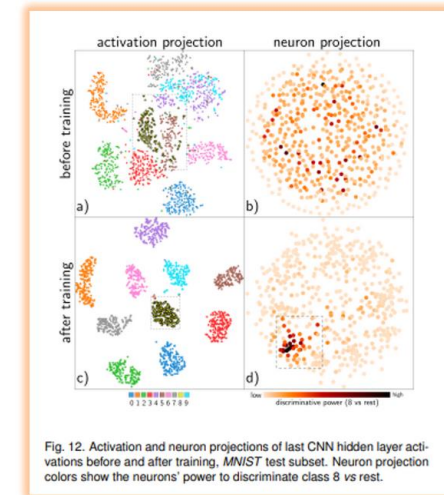 activation projection
neuron projection
before training
a)
b)
after training
c)
d)
0 1 2 3 4 5 6 7 8 9
low
high
discriminative power (8 vs rest)
Fig. 12. Activation and neuron projections of last CNN hidden layer acti-
vations before and after training, MNIST test subset. Neuron projection
colors show the neurons' power to discriminate class 8 vs rest.